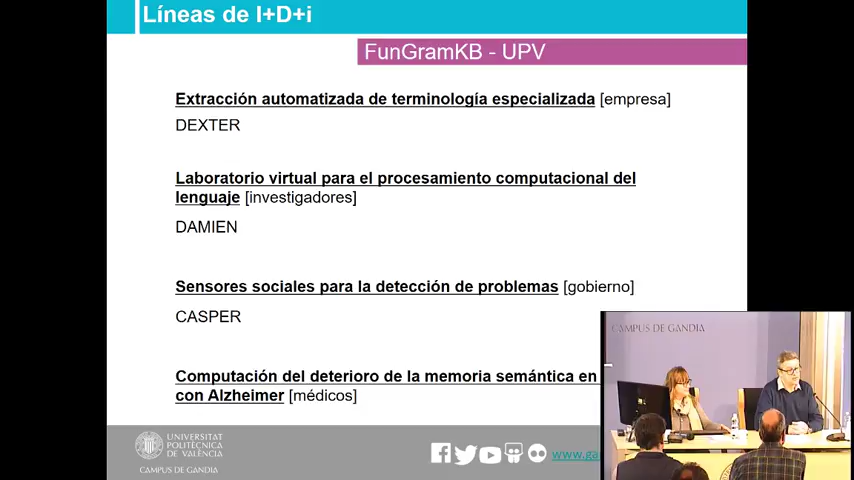 Líneas de I+D+i
FunGramKB - UPV
Extracción automatizada de terminología especializada [empresa]
DEXTER
Laboratorio virtual para el procesamiento computacional del
lenguaje [investigadores]
DAMIEN
Sensores sociales para la detección de problemas [gobierno]
CASPER
Computación del deterioro de la memoria semántica en
con Alzheimer [médicos]
CAMPUS DE GANDIA
UNIVERSITAT
POLITÈCNICA
DE VALÈNCIA
CAMPUS DE GANDIA
www.ga